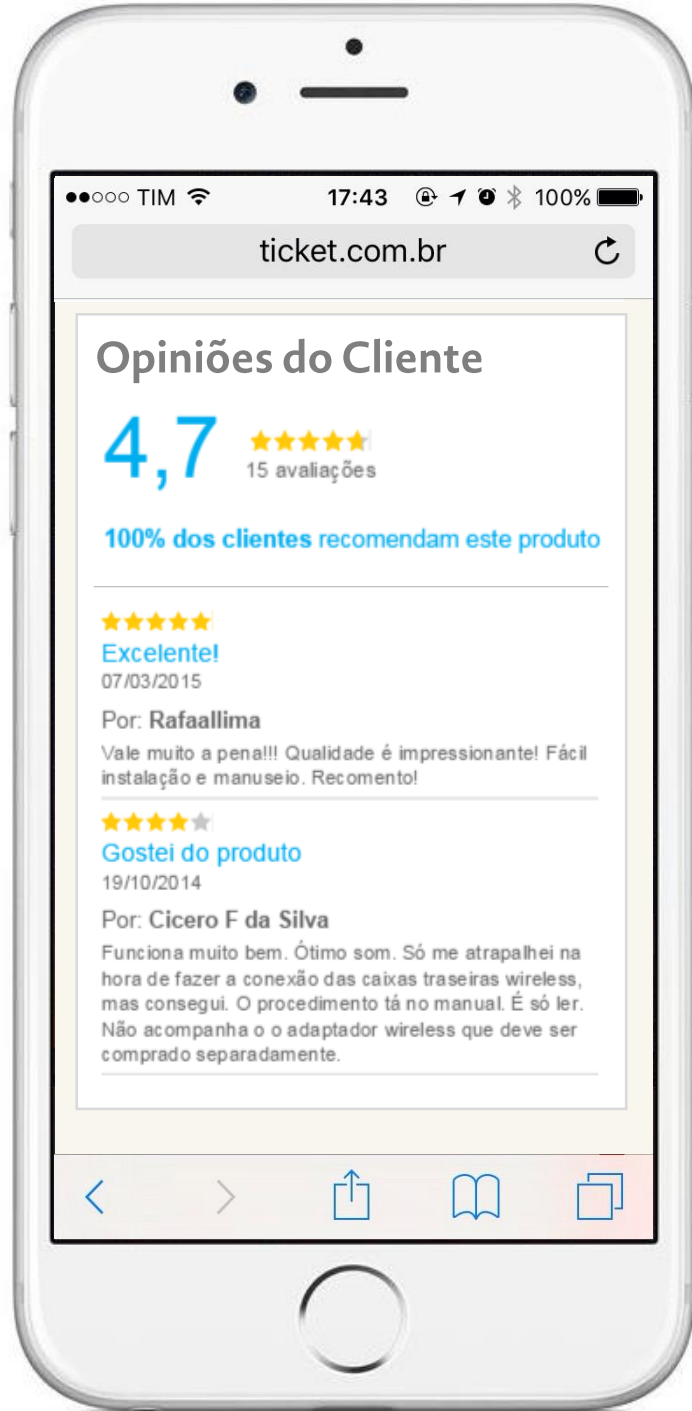 TIM 17:43 100%
ticket.com.br
Opiniões do Cliente
4,7
15 avaliações
100% dos clientes recomendam este produto
Excelente!
07/03/2015
Por: Rafaallima
Vale muito a pena!!! Qualidade é impressionante! Fácil
instalação e manuseio. Recomento!
Gostei do produto
19/10/2014
Por: Cicero F da Silva
Funciona muito bem. Ótimo som. Só me atrapalhei na
hora de fazer a conexão das caixas traseiras wireless,
mas consegui. O procedimento tá no manual. É só ler.
Não acompanha o o adaptador wireless que deve ser
comprado separadamente.